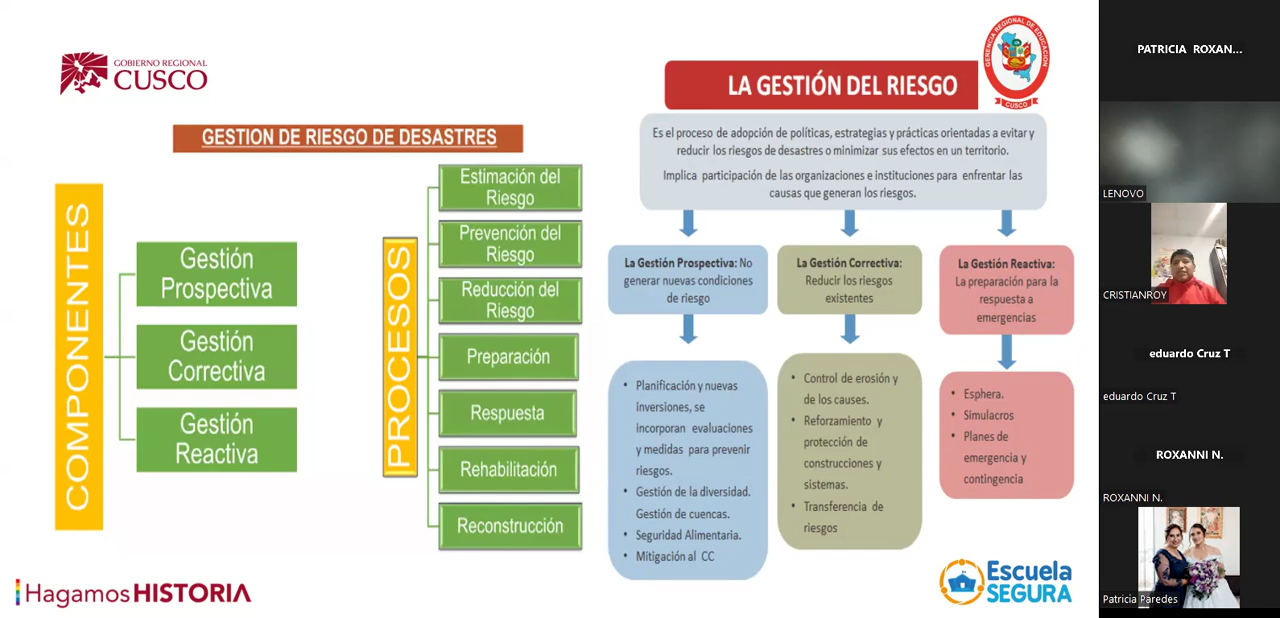 GOBIERNO REGIONAL
CUSCO
GESTION DE RIESGO DE DESASTRES
COMPONENTES
Gestión
Prospectiva
Gestión
Correctiva
Gestión
Reactiva
PROCESOS
Estimación del
Riesgo
Prevención del
Riesgo
Reducción del
Riesgo
Preparación
Respuesta
Rehabilitación
Reconstrucción
LA GESTIÓN DEL RIESGO
GERENCIA REGIONAL DE EDUCACIÓN
CUSCO
Es el proceso de adopción de políticas, estrategias y prácticas orientadas a evitar y
reducir los riesgos de desastres o minimizar sus efectos en un territorio.
Implica participación de las organizaciones e instituciones para enfrentar las
causas que generan los riesgos.
La Gestión Prospectiva: No
generar nuevas condiciones
de riesgo
La Gestión Correctiva:
Reducir los riesgos
existentes
La Gestión Reactiva:
La preparación para la
respuesta a
emergencias
• Planificación y nuevas
Inversiones, se
incorporan evaluaciones
y medidas para prevenir
riesgos.
• Gestión de la diversidad.
Gestión de cuencas.
• Seguridad Alimentaria.
• Mitigación al CC
• Control de erosión y
de los causes.
• Reforzamiento y
protección de
construcciones y
sistemas.
• Transferencia de
riesgos
• Esphera.
• Simulacros
• Planes de
emergencia y
contingencia
Hagamos HISTORIA
Escuela
SEGURA
PATRICIA ROXAN...
LENOVO
CRISTIANROY
eduardo Cruz T
eduardo Cruz T
ROXANNI N.
ROXANNI N.
Patricia Paredes